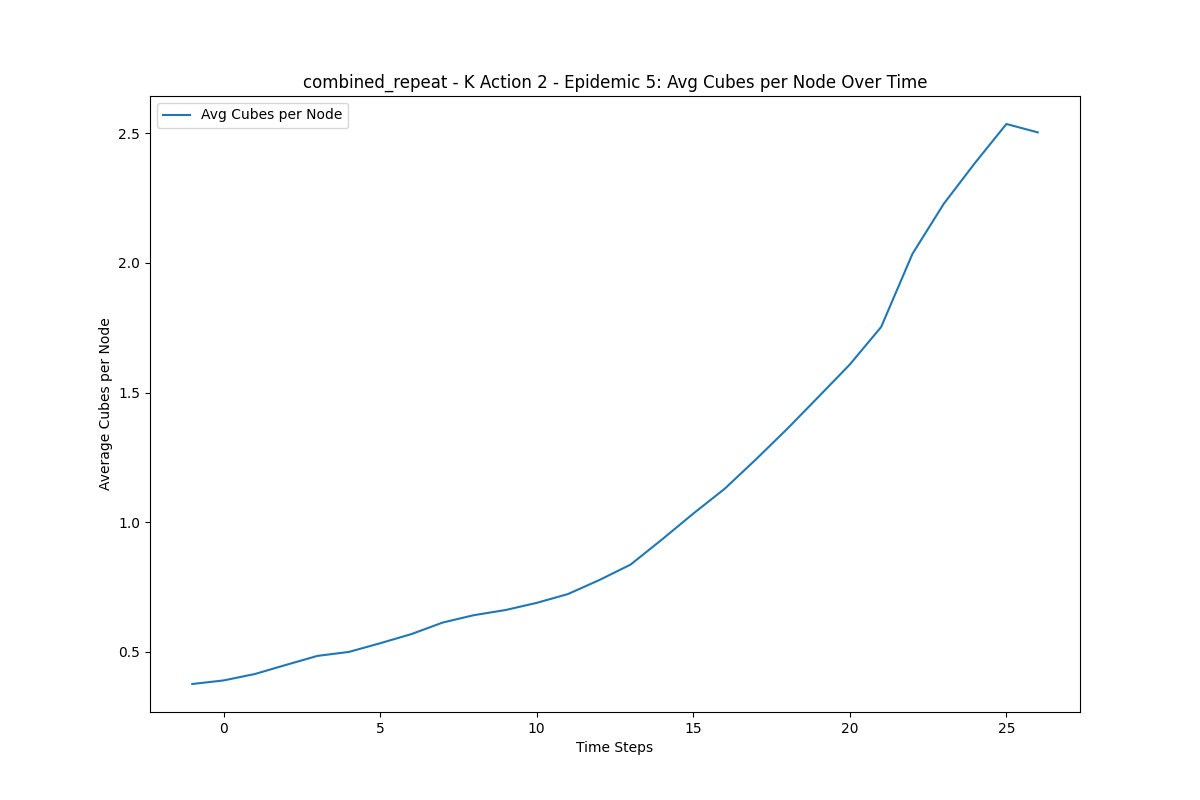 combined_repeat - K Action 2 - Epidemic 5: Avg Cubes per Node Over Time
Avg Cubes per Node
2.5
2.0
1.5
1.0
0.5
Average Cubes per Node
0 5 10 15 20 25
Time Steps